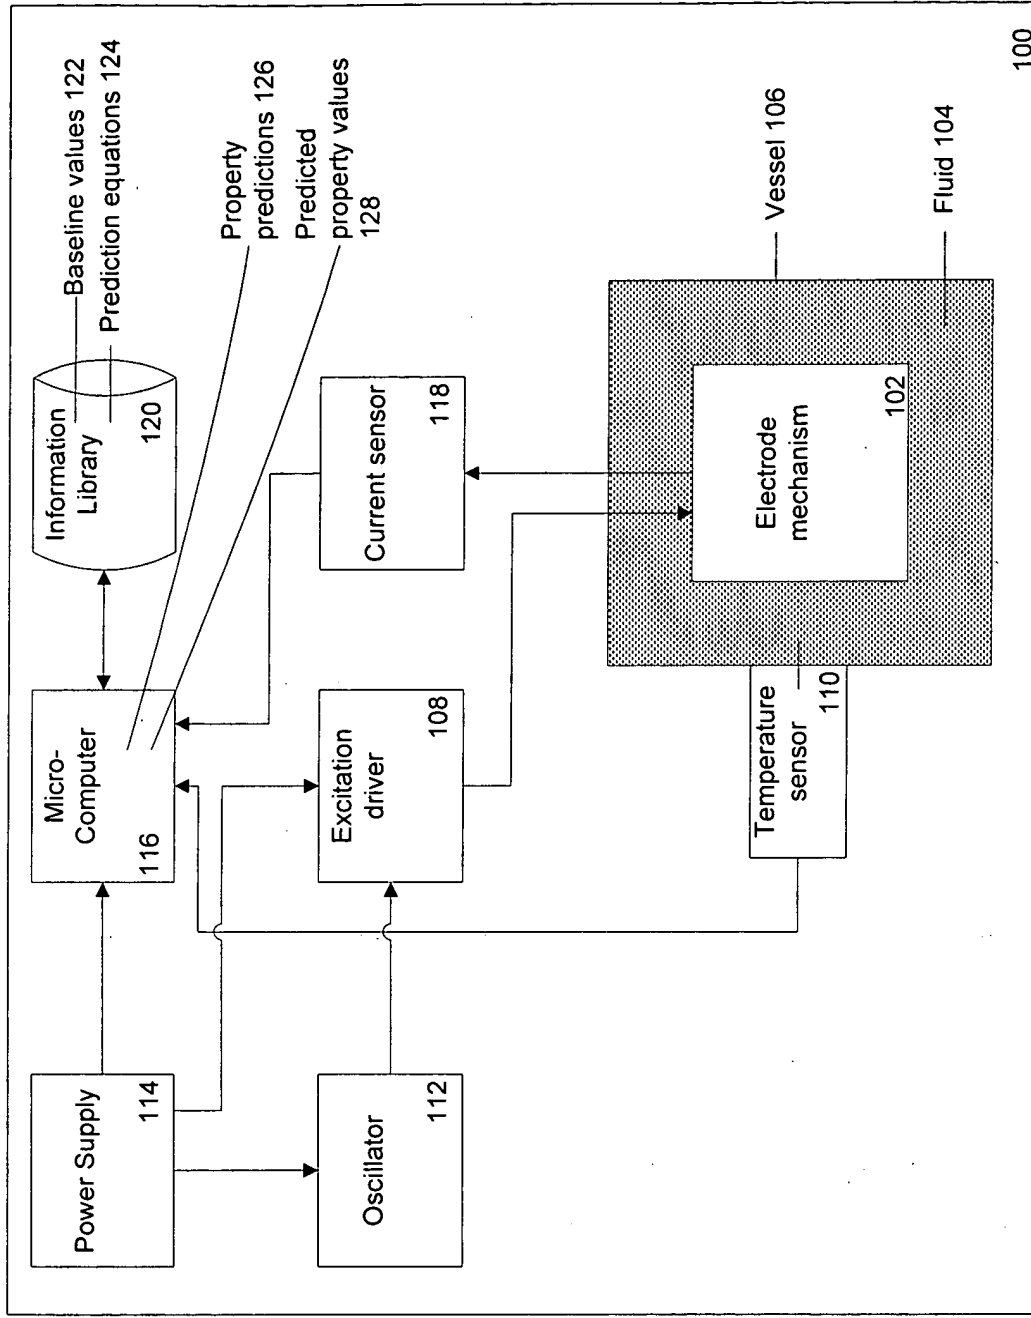 Power Supply
114
Micro-
Computer
116
Information
Library
120
Baseline values 122
Prediction equations 124
Property
predictions 126
Predicted
property values
128
Oscillator
112
Excitation
driver
108
Current sensor
118
Temperature
sensor
110
Electrode
mechanism
102
Vessel 106
Fluid 104
100